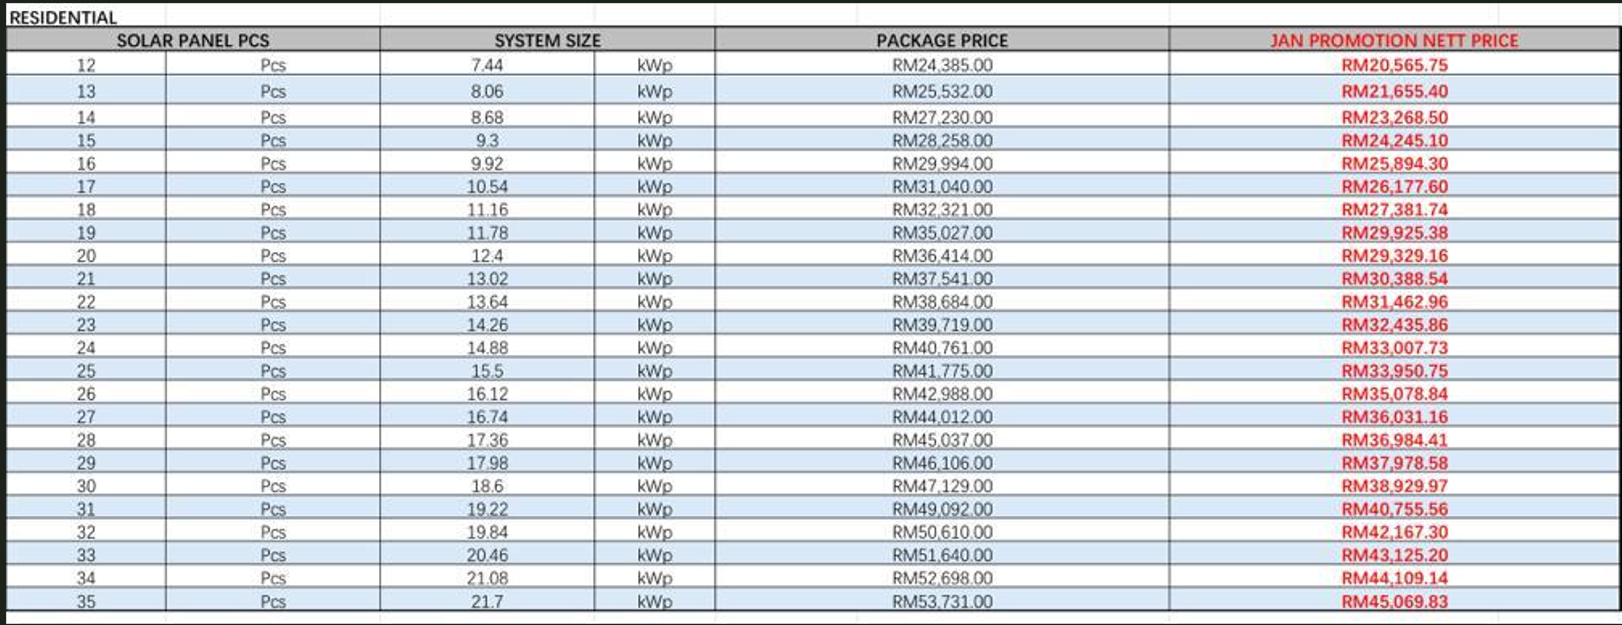 RESIDENTIAL
SOLAR PANEL PCS SYSTEM SIZE PACKAGE PRICE JAN PROMOTION NETT PRICE
12 Pcs 7.44 kWp RM24,385.00 RM20,565.75
13 Pcs 8.06 kWp RM25,532.00 RM21,655.40
14 Pcs 8.68 kWp RM27,230.00 RM23,268.50
15 Pcs 9.3 kWp RM28,258.00 RM24,245.10
16 Pcs 9.92 kWp RM29,994.00 RM25,894.30
17 Pcs 10.54 kWp RM31,040.00 RM26,177.60
18 Pcs 11.16 kWp RM32,321.00 RM27,381.74
19 Pcs 11.78 kWp RM35,027.00 RM29,925.38
20 Pcs 12.4 kWp RM36,414.00 RM29,329.16
21 Pcs 13.02 kWp RM37,541.00 RM30,388.54
22 Pcs 13.64 kWp RM38,684.00 RM31,462.96
23 Pcs 14.26 kWp RM39,719.00 RM32,435.86
24 Pcs 14.88 kWp RM40,761.00 RM33,007.73
25 Pcs 15.5 kWp RM41,775.00 RM33,950.75
26 Pcs 16.12 kWp RM42,988.00 RM35,078.84
27 Pcs 16.74 kWp RM44,012.00 RM36,031.16
28 Pcs 17.36 kWp RM45,037.00 RM36,984.41
29 Pcs 17.98 kWp RM46,106.00 RM37,978.58
30 Pcs 18.6 kWp RM47,129.00 RM38,929.97
31 Pcs 19.22 kWp RM49,092.00 RM40,755.56
32 Pcs 19.84 kWp RM50,610.00 RM42,167.30
33 Pcs 20.46 kWp RM51,640.00 RM43,125.20
34 Pcs 21.08 kWp RM52,698.00 RM44,109.14
35 Pcs 21.7 kWp RM53,731.00 RM45,069.83